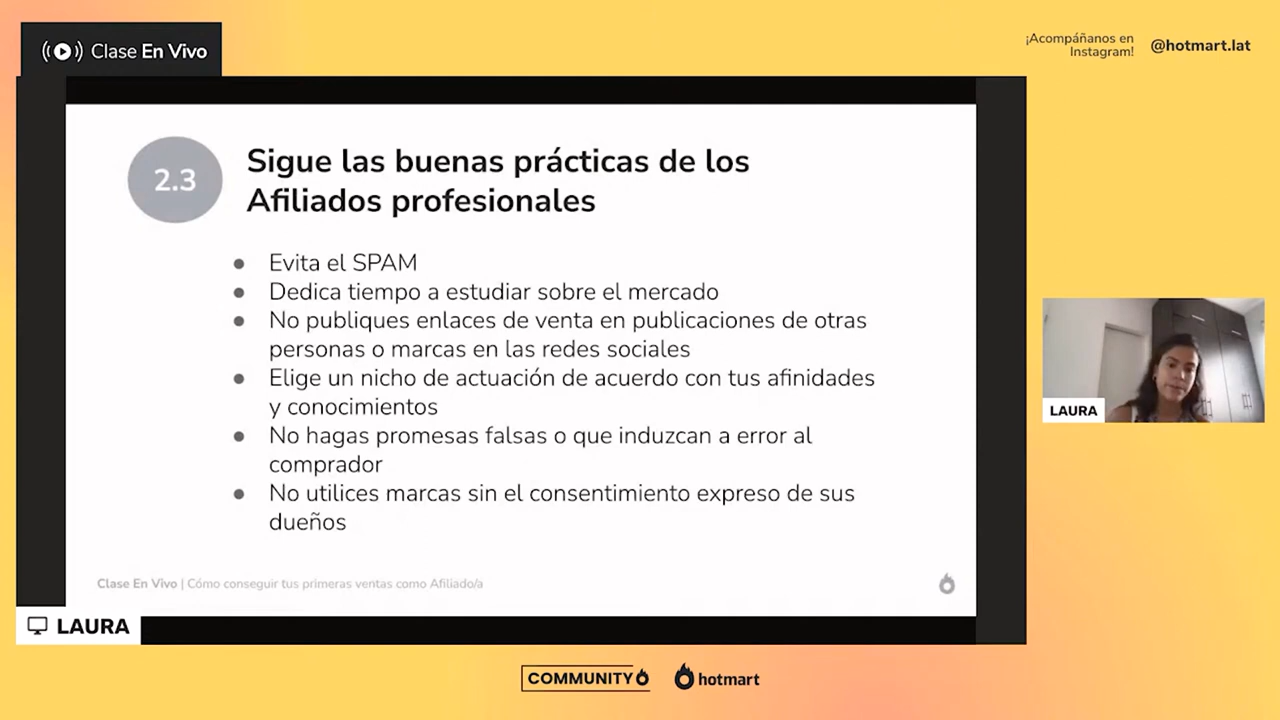 Clase En Vivo
¡Acompáñanos en
Instagram!
@hotmart.lat
2.3
Sigue las buenas prácticas de los
Afiliados profesionales
● Evita el SPAM
● Dedica tiempo a estudiar sobre el mercado
● No publiques enlaces de venta en publicaciones de otras
personas o marcas en las redes sociales
● Elige un nicho de actuación de acuerdo con tus afinidades
y conocimientos
● No hagas promesas falsas o que induzcan a error al
comprador
● No utilices marcas sin el consentimiento expreso de sus
dueños
Clase En Vivo | Cómo conseguir tus primeras ventas como Afiliado/a
LAURA
LAURA
COMMUNITY
hotmart